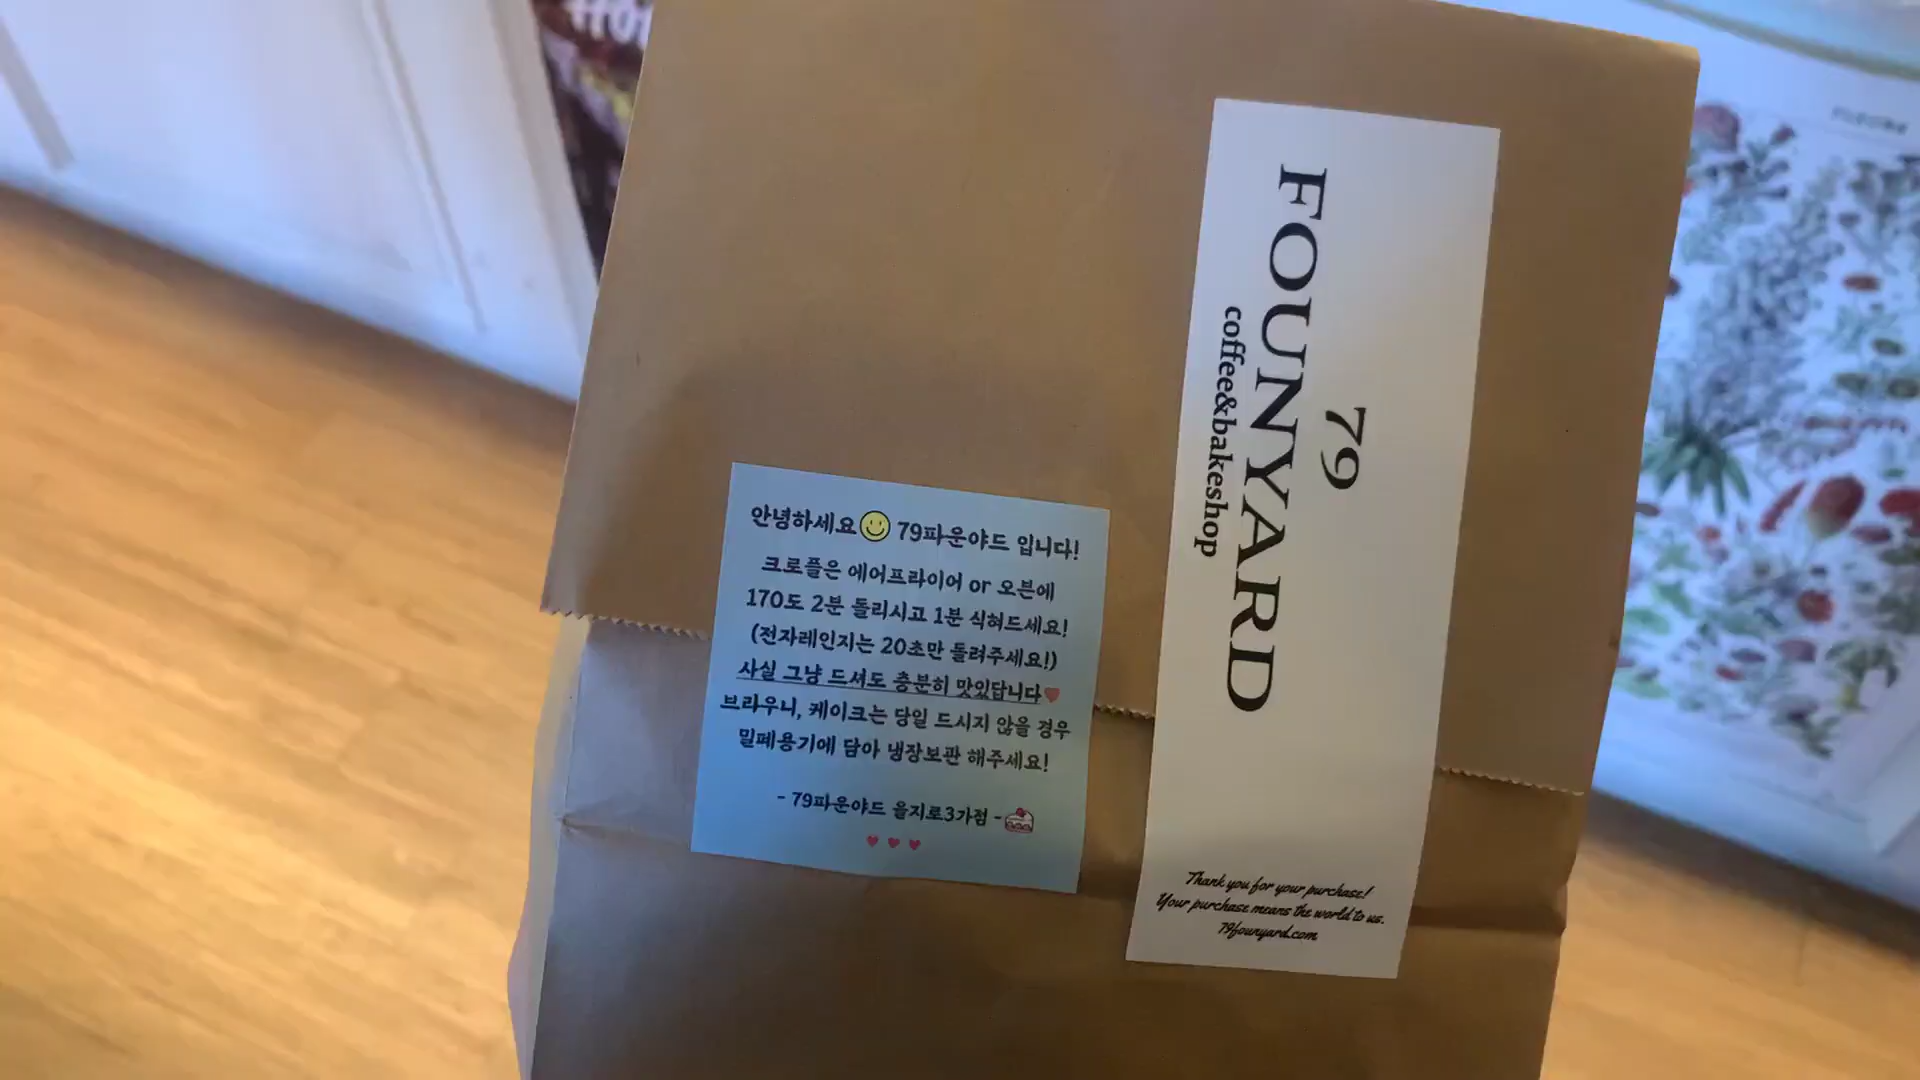 79
FOUNYARD
coffee&bakeshop
안녕하세요 79파운야드 입니다!
크로플은 에어프라이어 or 오븐에
170도 2분 돌리시고 1분 식혀드세요!
(전자레인지는 20초만 돌려주세요!)
사실 그냥 드셔도 충분히 맛있답니다
브라우니, 케이크는 당일 드시지 않을 경우
밀폐용기에 담아 냉장보관 해주세요!
- 79파운야드 을지로3가점 -
Thank you for your purchase!
Your purchase means the world to us.
79founyard.com